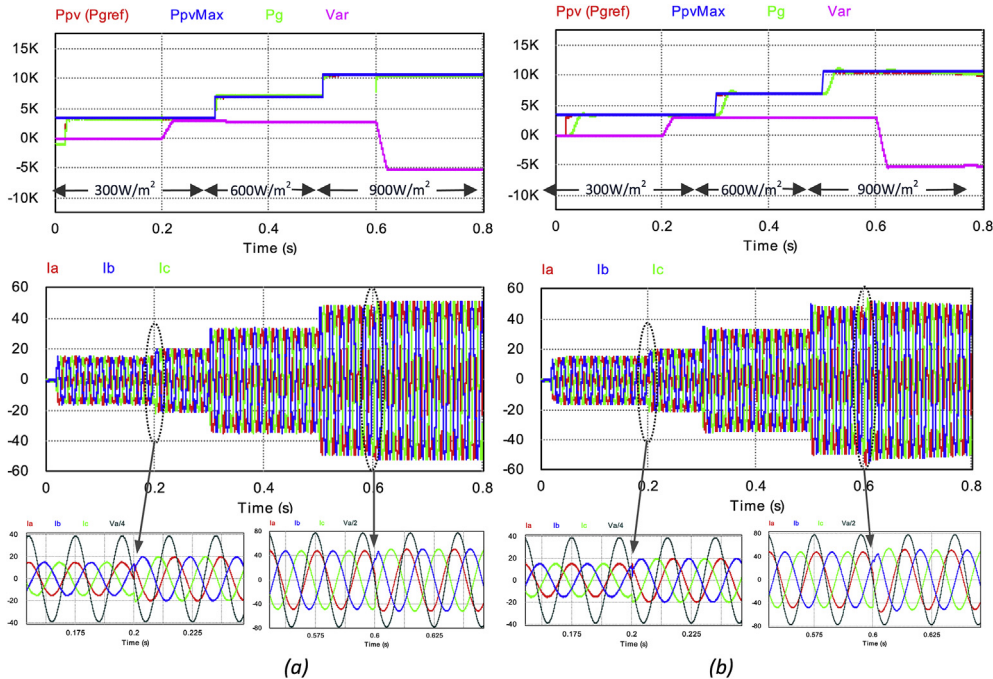 Ppv (Pgref) PpvMax Pg Var
15K
10K
5K
0K
-5K
-10K
300W/m² 600W/m² 900W/m²
0 0.2 0.4 0.6 0.8
Time (s)
Ia Ib Ic
60
40
20
0
-20
-40
-60
0 0.2 0.4 0.6 0.8
Time (s)
Ia Ib Ic Va/4
40
20
0
-20
-40
0.175 0.2 0.225
Time (s)
Ia Ib Ic Va/2
80
40
0
-40
-80
0.575 0.6 0.625
Time (s)
(a)
Ppv (Pgref) PpvMax Pg Var
15K
10K
5K
0K
-5K
-10K
300W/m² 600W/m² 900W/m²
0 0.2 0.4 0.6 0.8
Time (s)
Ia Ib Ic
60
40
20
0
-20
-40
60
0 0.2 0.4 0.6 0.8
Time (s)
Ia Ib Ic Va/4
40
20
0
-20
-40
0.175 0.2 0.225
Time (s)
Ia Ib Ic Va/2
80
40
0
-40
-80
0.575 0.6 0.625
Time (s)
(b)